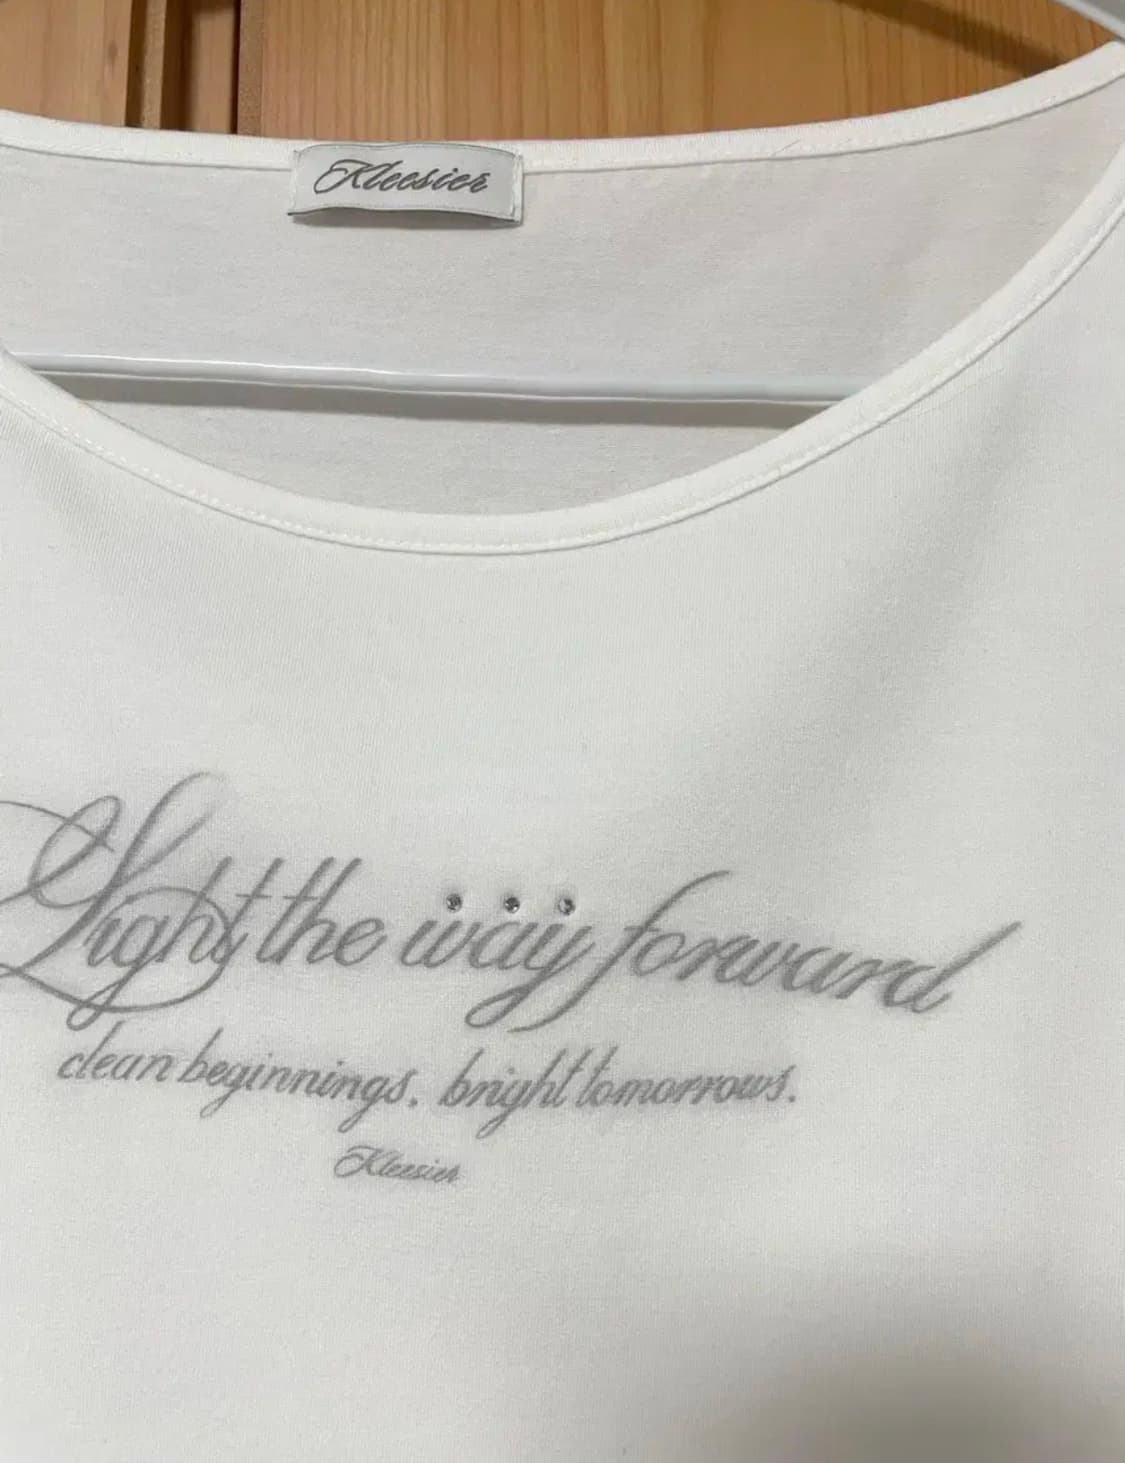 Kleesier
Light the way forward
clean beginnings. bright tomorrows.
Kleesier